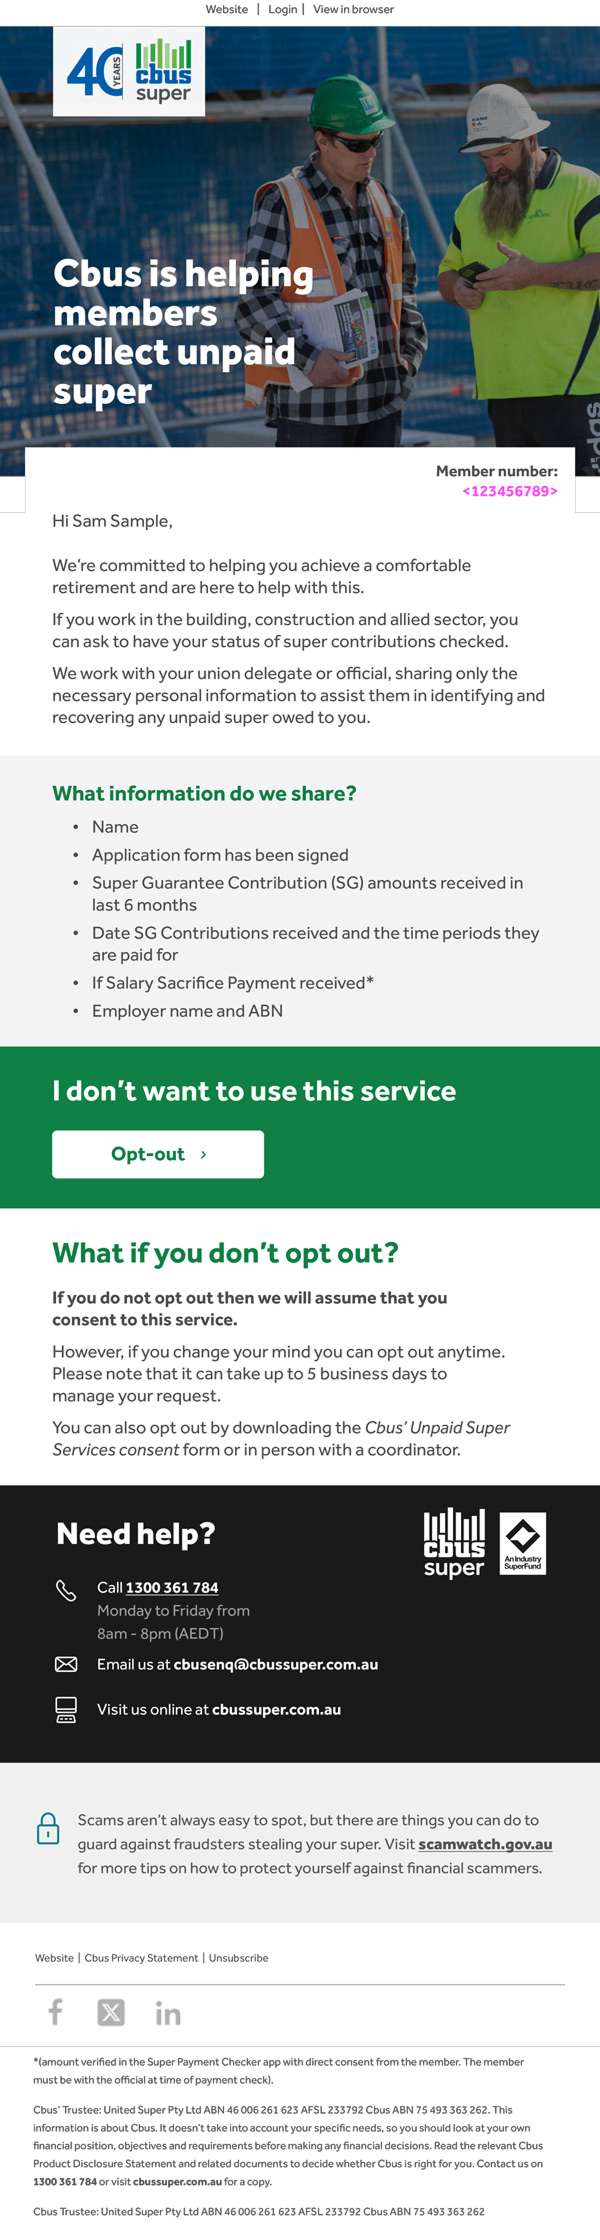 Website | Login | View in browser
40 YEARS
cbus
super
Cbus is helping
members
collect unpaid
super
Member number:
<123456789>
Hi Sam Sample,
We're committed to helping you achieve a comfortable
retirement and are here to help with this.
If you work in the building, construction and allied sector, you
can ask to have your status of super contributions checked.
We work with your union delegate or official, sharing only the
necessary personal information to assist them in identifying and
recovering any unpaid super owed to you.
What information do we share?
• Name
• Application form has been signed
• Super Guarantee Contribution (SG) amounts received in
last 6 months
• Date SG Contributions received and the time periods they
are paid for
• If Salary Sacrifice Payment received*
• Employer name and ABN
I don't want to use this service
Opt-out ›
What if you don't opt out?
If you do not opt out then we will assume that you
consent to this service.
However, if you change your mind you can opt out anytime.
Please note that it can take up to 5 business days to
manage your request.
You can also opt out by downloading the Cbus' Unpaid Super
Services consent form or in person with a coordinator.
Need help?
cbus
super
An Industry
SuperFund
Call 1300 361 784
Monday to Friday from
8am - 8pm (AEDT)
Email us at cbusenq@cbussuper.com.au
Visit us online at cbussuper.com.au
Scams aren't always easy to spot, but there are things you can do to
guard against fraudsters stealing your super. Visit scamwatch.gov.au
for more tips on how to protect yourself against financial scammers.
Website | Cbus Privacy Statement | Unsubscribe
*(amount verified in the Super Payment Checker app with direct consent from the member. The member
must be with the official at time of payment check).
Cbus' Trustee: United Super Pty Ltd ABN 46 006 261 623 AFSL 233792 Cbus ABN 75 493 363 262. This
information is about Cbus. It doesn't take into account your specific needs, so you should look at your own
financial position, objectives and requirements before making any financial decisions. Read the relevant Cbus
Product Disclosure Statement and related documents to decide whether Cbus is right for you. Contact us on
1300 361 784 or visit cbussuper.com.au for a copy.
Cbus Trustee: United Super Pty Ltd ABN 46 006 261 623 AFSL 233792 Cbus ABN 75 493 363 262